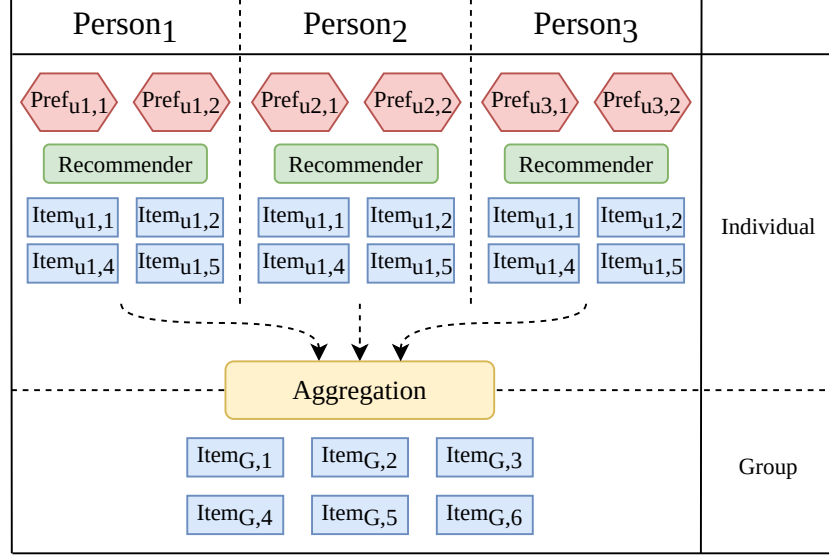 Person1 Person2 Person3
Prefu1,1 Prefu1,2 Prefu2,1 Prefu2,2 Prefu3,1 Prefu3,2
Recommender Recommender Recommender
Itemu1,1 Itemu1,2 Itemu1,1 Itemu1,2 Itemu1,1 Itemu1,2
Individual
Itemu1,4 Itemu1,5 Itemu1,4 Itemu1,5 Itemu1,4 Itemu1,5
Aggregation
ItemG,1 ItemG,2 ItemG,3
Group
ItemG,4 ItemG,5 ItemG,6